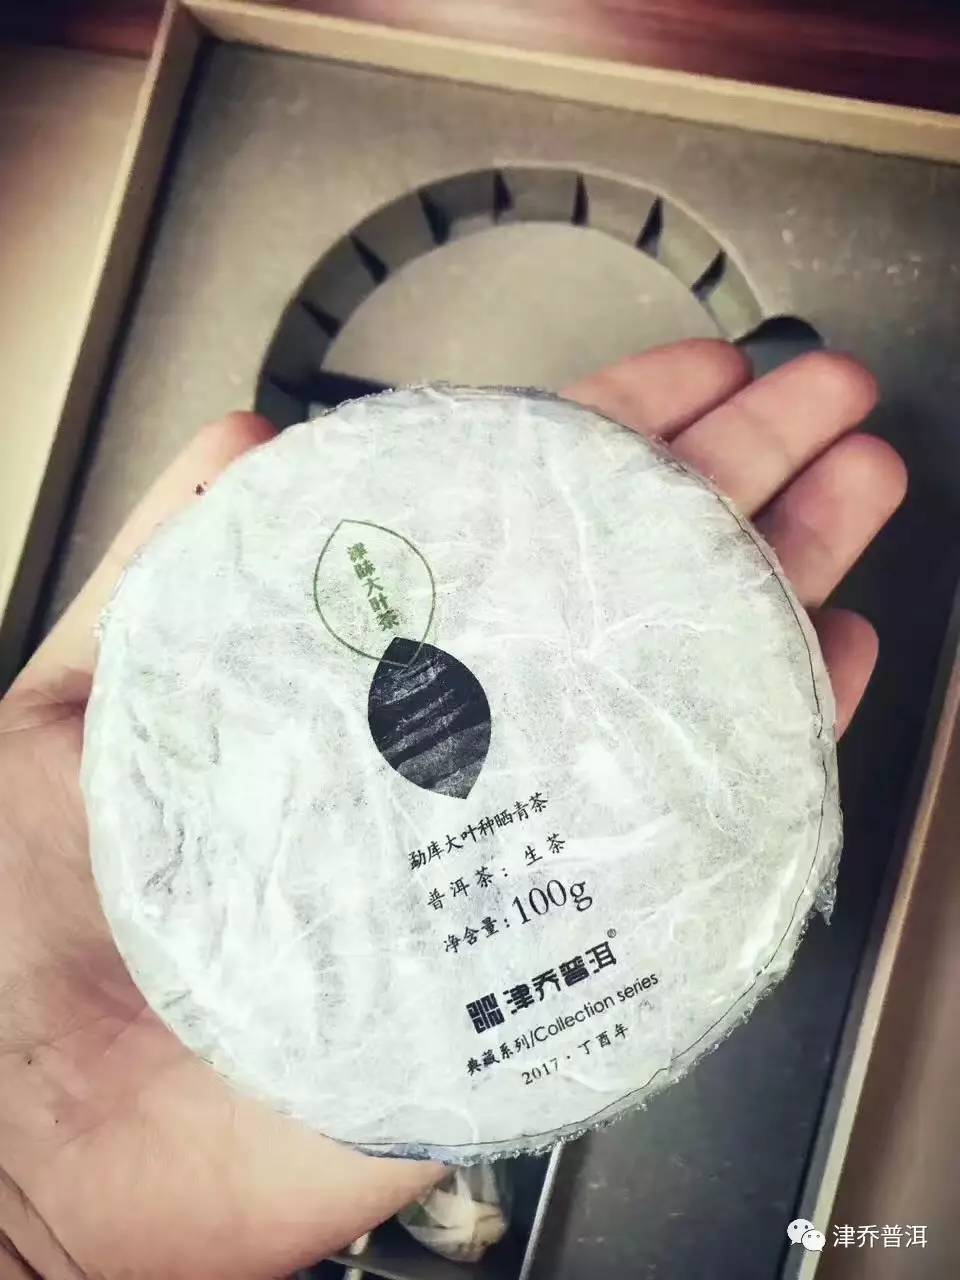 津味大叶茶
勐库大叶种晒青茶
普洱茶：生茶
净含量:100g
津乔普洱®
典藏系列/Collection series
2017·丁酉年
津乔普洱